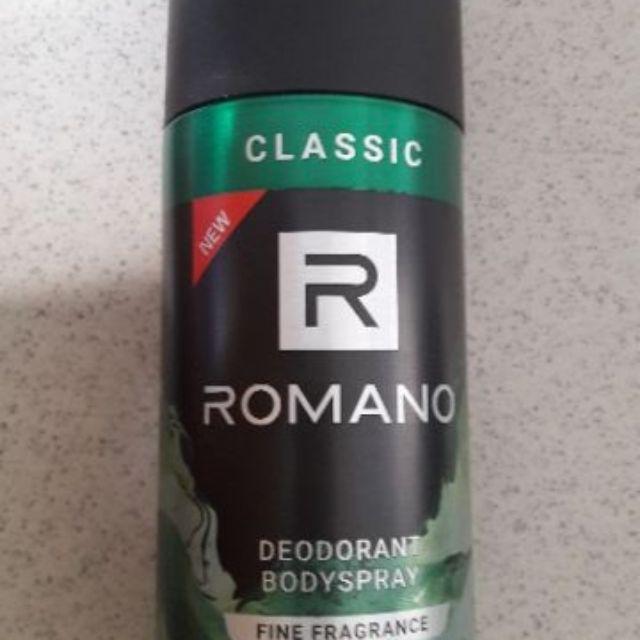 CLASSIC
NEW
R
ROMANO
DEODORANT
BODYSPRAY
FINE FRAGRANCE